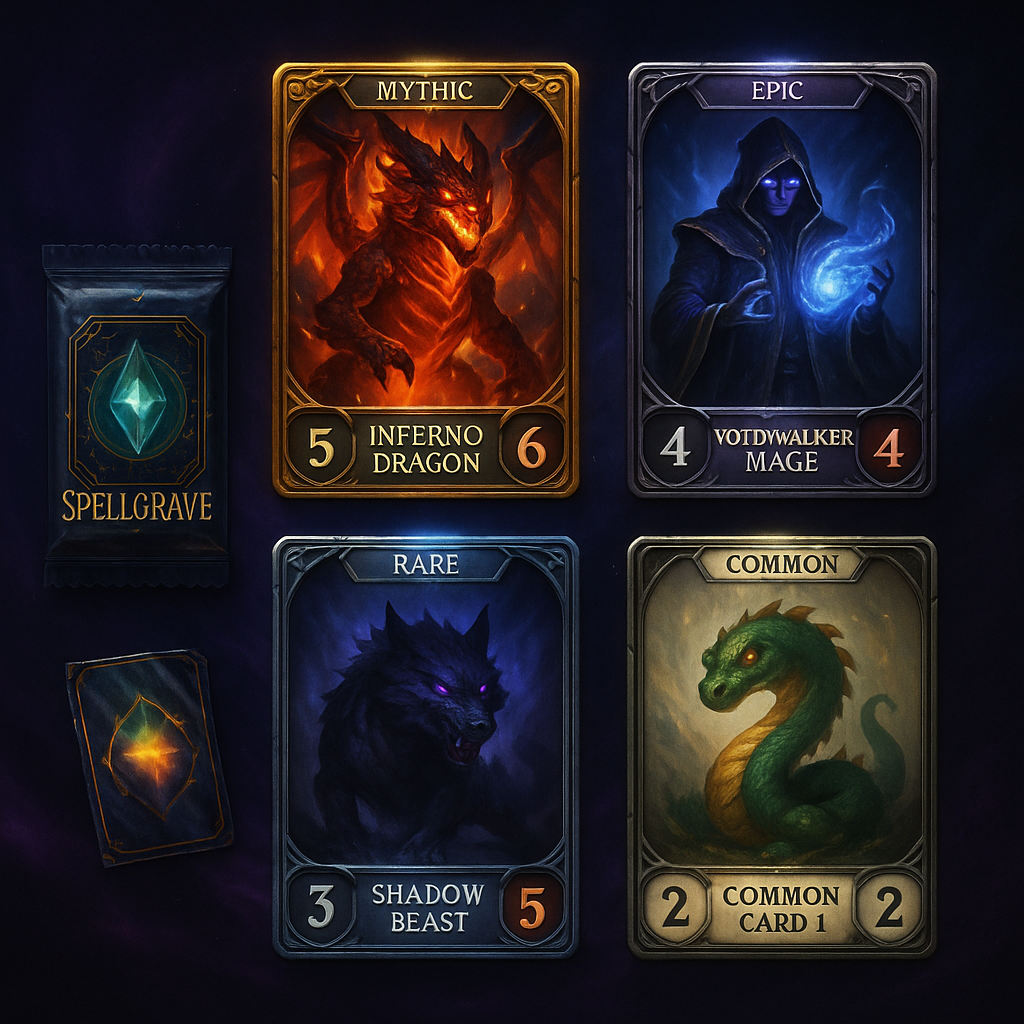 SPELLGRAVE
MYTHIC
5
INFERNO
DRAGON
6
EPIC
4
VOTDYWALKER
MAGE
4
RARE
3
SHADOW
BEAST
5
COMMON
2
COMMON
CARD 1
2